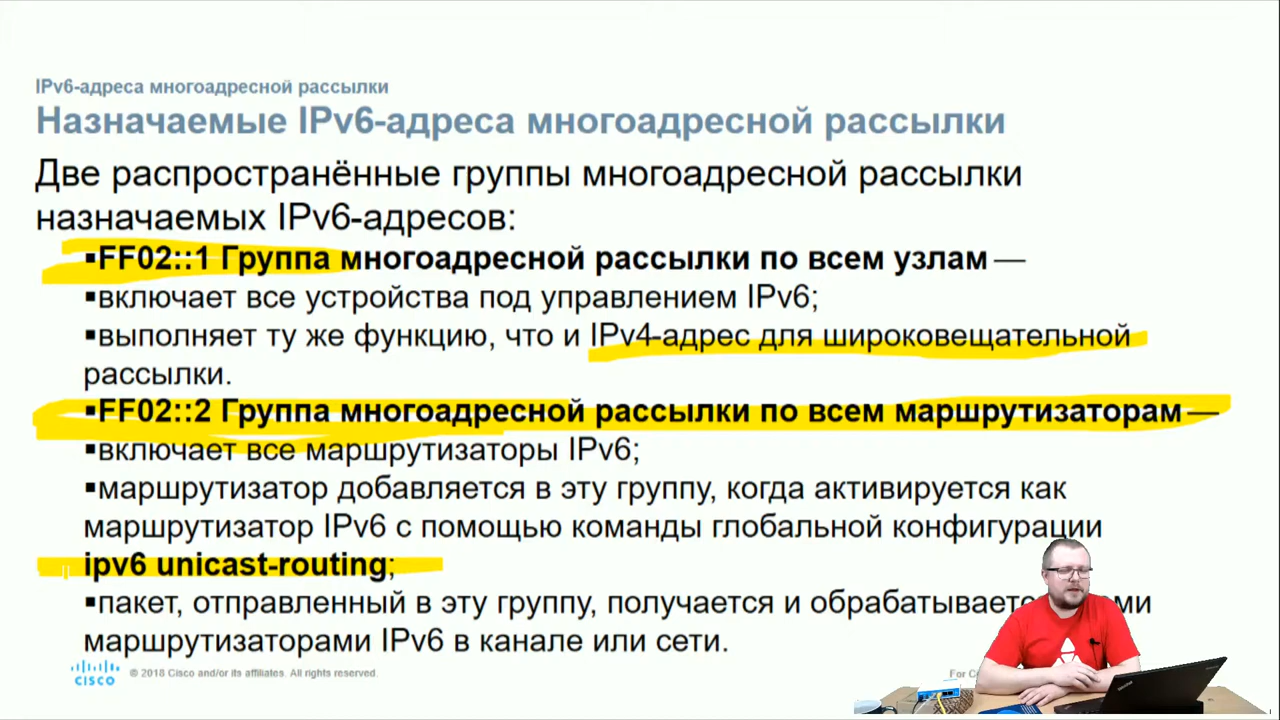 IPv6-адреса многоадресной рассылки
Назначаемые IPv6-адреса многоадресной рассылки
Две распространённые группы многоадресной рассылки
назначаемых IPv6-адресов:
▪FF02::1 Группа многоадресной рассылки по всем узлам —
▪включает все устройства под управлением IPv6;
▪выполняет ту же функцию, что и IPv4-адрес для широковещательной
рассылки.
▪FF02::2 Группа многоадресной рассылки по всем маршрутизаторам —
▪включает все маршрутизаторы IPv6;
▪маршрутизатор добавляется в эту группу, когда активируется как
маршрутизатор IPv6 с помощью команды глобальной конфигурации
ipv6 unicast-routing;
▪пакет, отправленный в эту группу, получается и
маршрутизаторами IPv6 в канале или сети.
CISCO
© 2018 Cisco and/or its affiliates. All rights reserved.
For